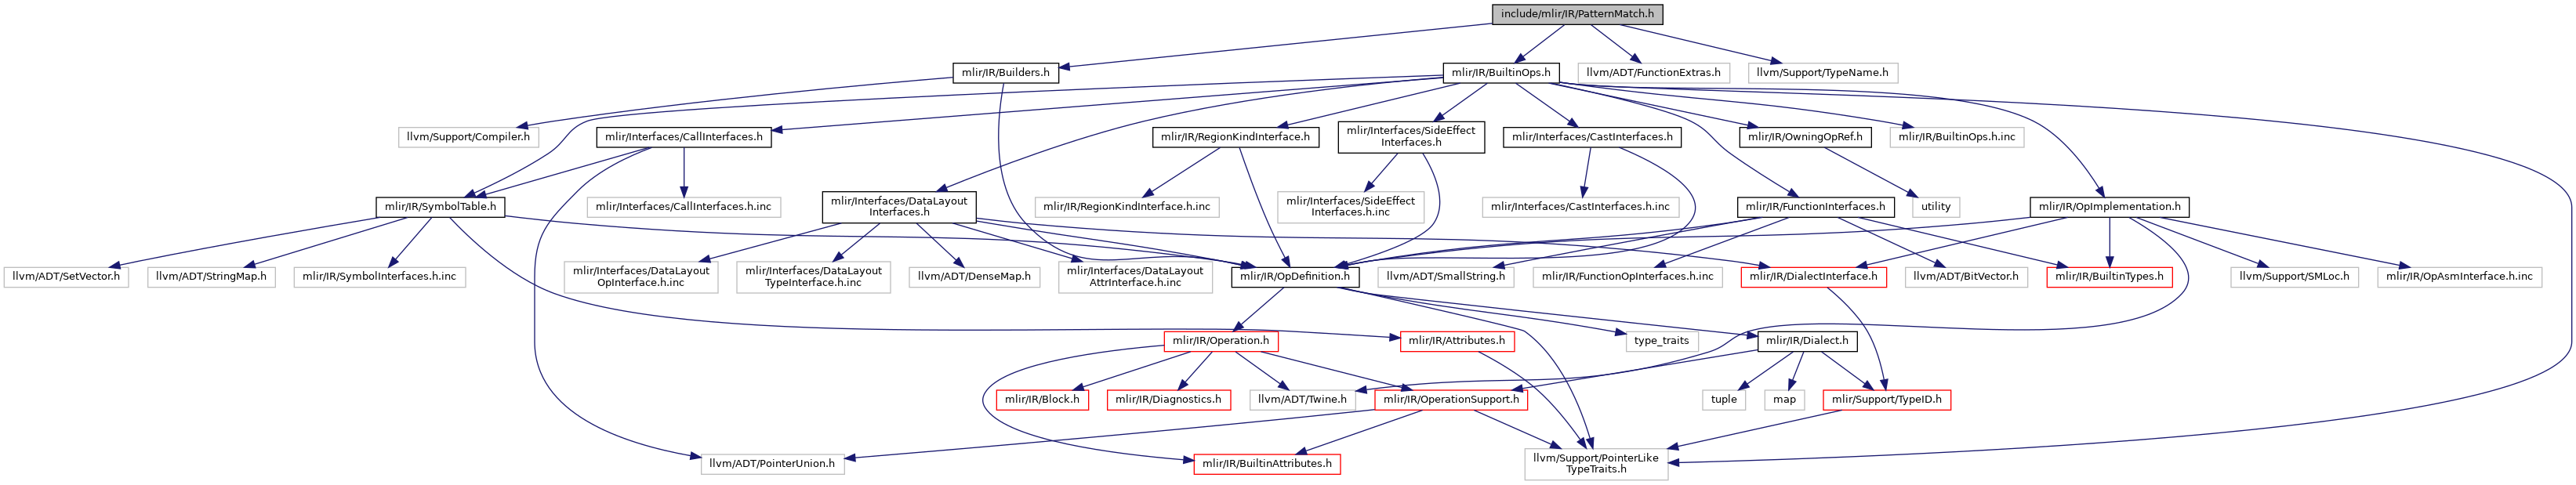 include/mlir/IR/PatternMatch.h
mlir/IR/Builders.h
mlir/IR/BuiltinOps.h
llvm/ADT/FunctionExtras.h
llvm/Support/TypeName.h
llvm/Support/Compiler.h
mlir/Interfaces/CallInterfaces.h
mlir/IR/RegionKindInterface.h
mlir/Interfaces/SideEffect
Interfaces.h
mlir/Interfaces/CastInterfaces.h
mlir/IR/OwningOpRef.h
mlir/IR/BuiltinOps.h.inc
mlir/IR/SymbolTable.h
mlir/Interfaces/CallInterfaces.h.inc
mlir/Interfaces/DataLayout
Interfaces.h
mlir/IR/RegionKindInterface.h.inc
mlir/Interfaces/SideEffect
Interfaces.h.inc
mlir/Interfaces/CastInterfaces.h.inc
mlir/IR/FunctionInterfaces.h
utility
mlir/IR/OpImplementation.h
llvm/ADT/SetVector.h
llvm/ADT/StringMap.h
mlir/IR/SymbolInterfaces.h.inc
mlir/Interfaces/DataLayout
OpInterface.h.inc
mlir/Interfaces/DataLayout
TypeInterface.h.inc
llvm/ADT/DenseMap.h
mlir/Interfaces/DataLayout
AttrInterface.h.inc
mlir/IR/OpDefinition.h
llvm/ADT/SmallString.h
mlir/IR/FunctionOpInterfaces.h.inc
mlir/IR/DialectInterface.h
llvm/ADT/BitVector.h
mlir/IR/BuiltinTypes.h
llvm/Support/SMLoc.h
mlir/IR/OpAsmInterface.h.inc
mlir/IR/Operation.h
mlir/IR/Attributes.h
type_traits
mlir/IR/Dialect.h
mlir/IR/Block.h
mlir/IR/Diagnostics.h
llvm/ADT/Twine.h
mlir/IR/OperationSupport.h
tuple
map
mlir/Support/TypeID.h
llvm/ADT/PointerUnion.h
mlir/IR/BuiltinAttributes.h
llvm/Support/PointerLike
TypeTraits.h